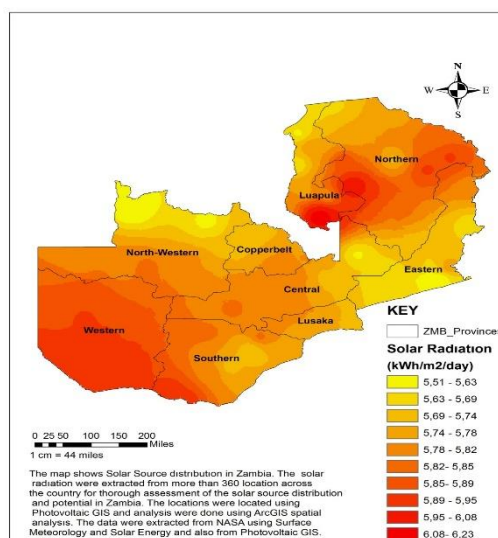 N
W E
S
Northern
Luapula
Copperbelt
North-Western
Eastern
Central
Western
Lusaka
Southern
KEY
ZMB_Provinces
Solar Radiation
(kWh/m2/day)
5,51 - 5,63
5,63 - 5,69
5,69 - 5,74
5,74 - 5,78
5,78 - 5,82
5,82 - 5,85
5,85 - 5,89
5,89 - 5,95
5,95 - 6,08
6,08- 6,23
0 25 50 100 150 200
Miles
1 cm = 44 miles
The map shows Solar Source distribution in Zambia. The solar
radiation were extracted from more than 360 location across
the country for thorough assessment of the solar source distribution
and potential in Zambia. The locations were located using
Photovoltaic GIS and analysis were done using ArcGIS spatial
analysis. The data were extracted from NASA using Surface
Meteorology and Solar Energy and also from Photovoltaic GIS.